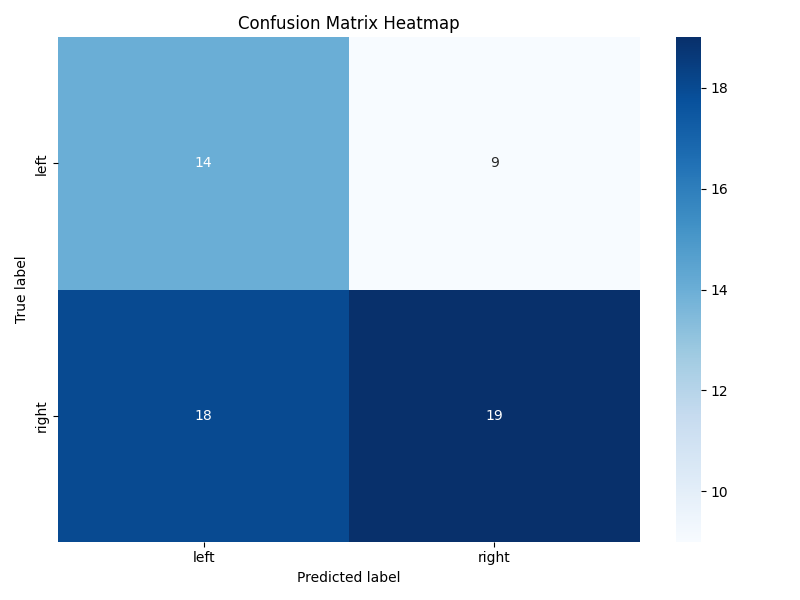 Confusion Matrix Heatmap
True label
left
right
14
9
18
19
left
right
Predicted label
18
16
14
12
10